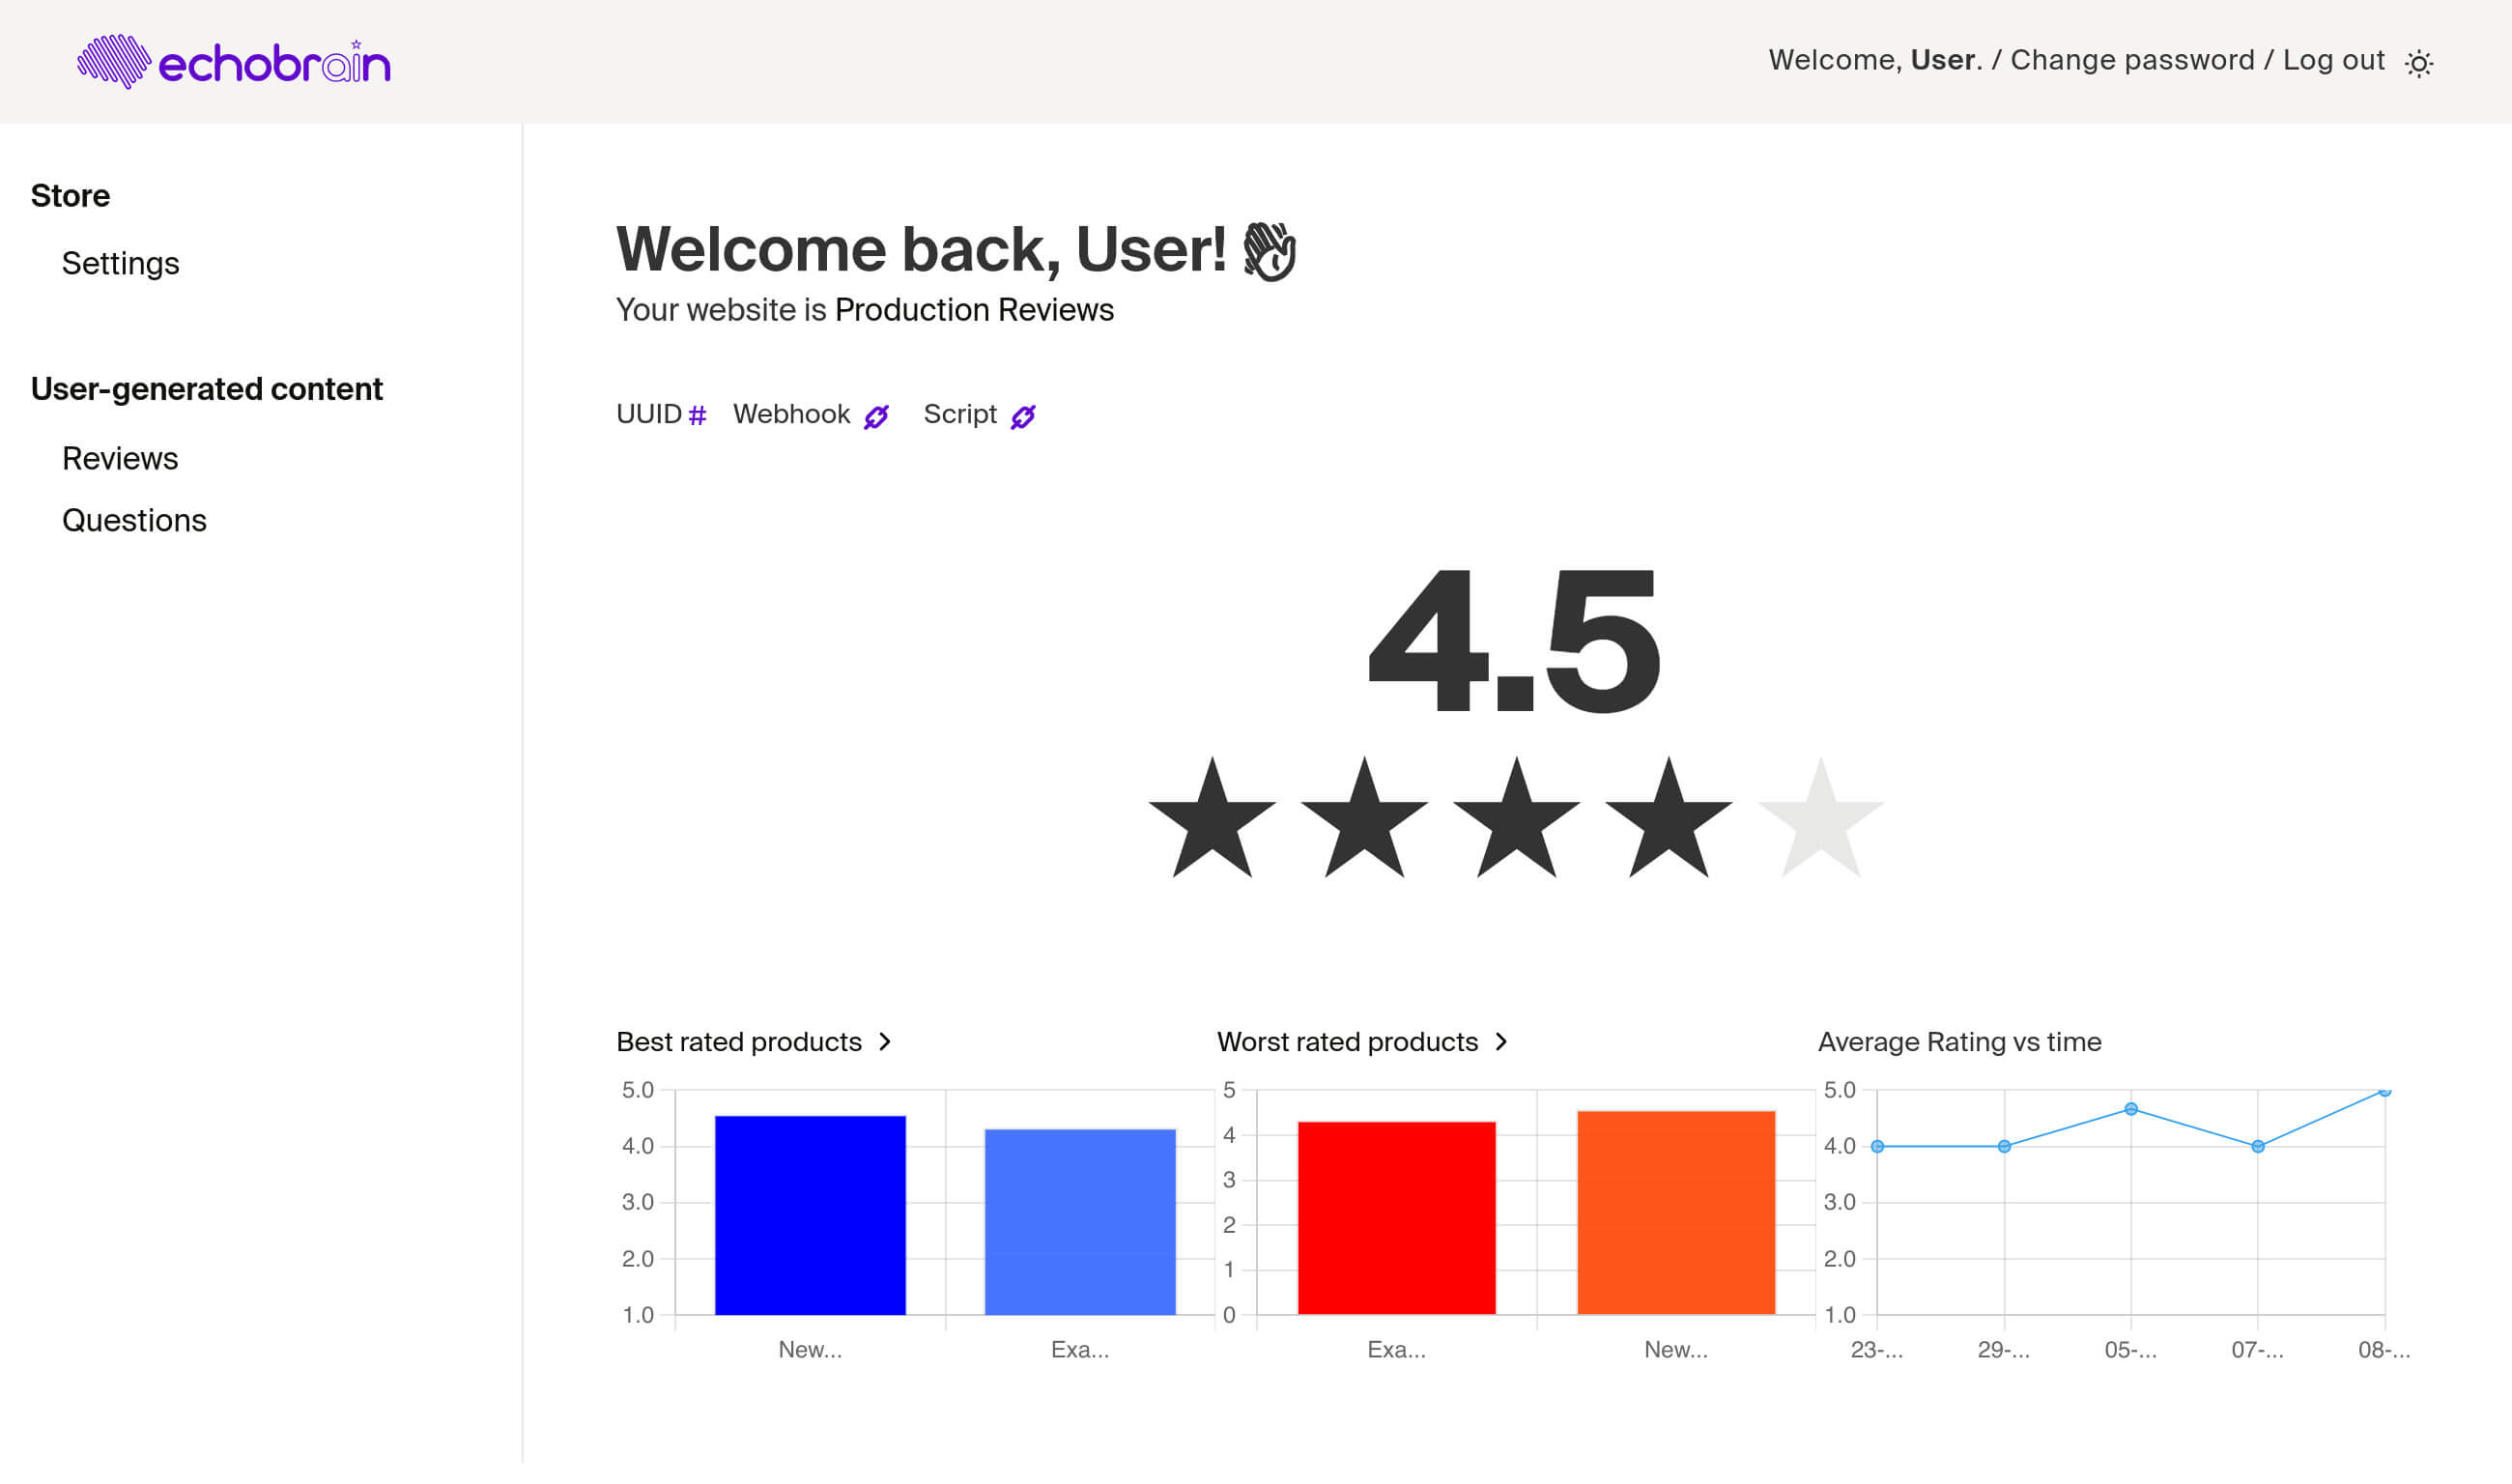 echobrain
Welcome, User. / Change password / Log out
Store
Settings
User-generated content
Reviews
Questions
Welcome back, User!
Your website is Production Reviews
UUID # Webhook Script
4.5
Best rated products
5.0
4.0
3.0
2.0
1.0
New... Exa...
Worst rated products
5
4
3
2
1
0
Exa... New...
Average Rating vs time
5.0
4.0
3.0
2.0
1.0
23-... 29-... 05-... 07-... 08-...